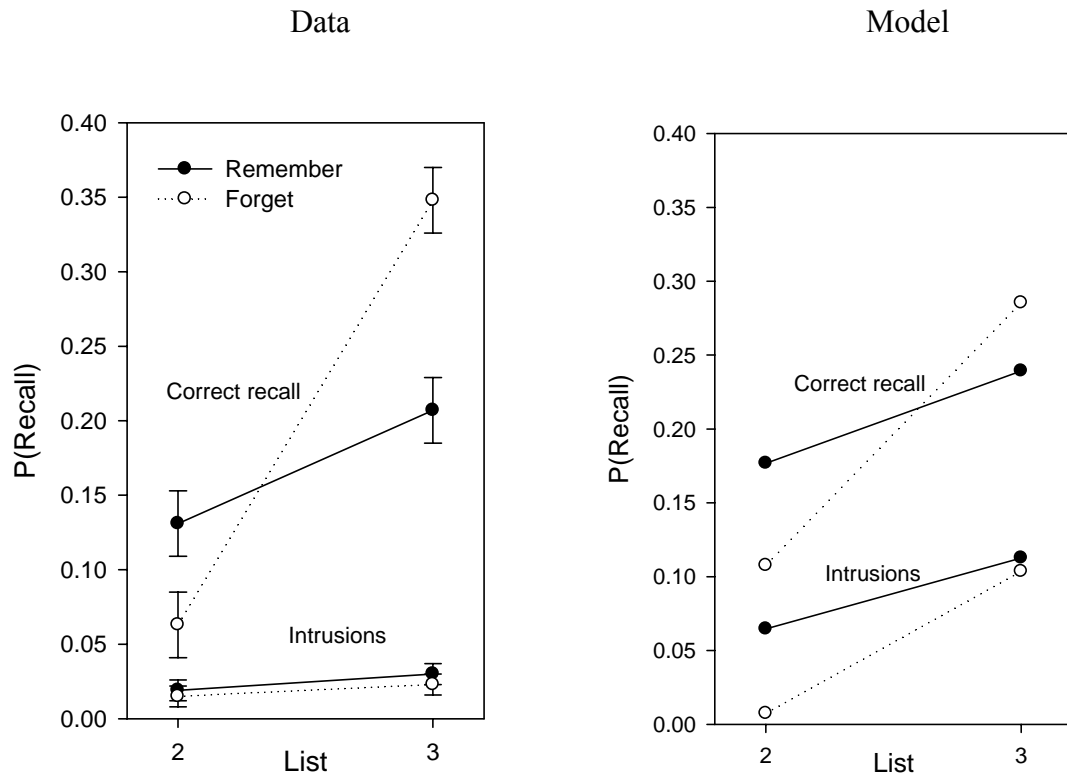 Data
Model
0.40
0.35
0.30
0.25
0.20
0.15
0.10
0.05
0.00
P(Recall)
Remember
Forget
Correct recall
Intrusions
2
3
List
0.40
0.35
0.30
0.25
0.20
0.15
0.10
0.05
0.00
P(Recall)
Correct recall
Intrusions
2
3
List